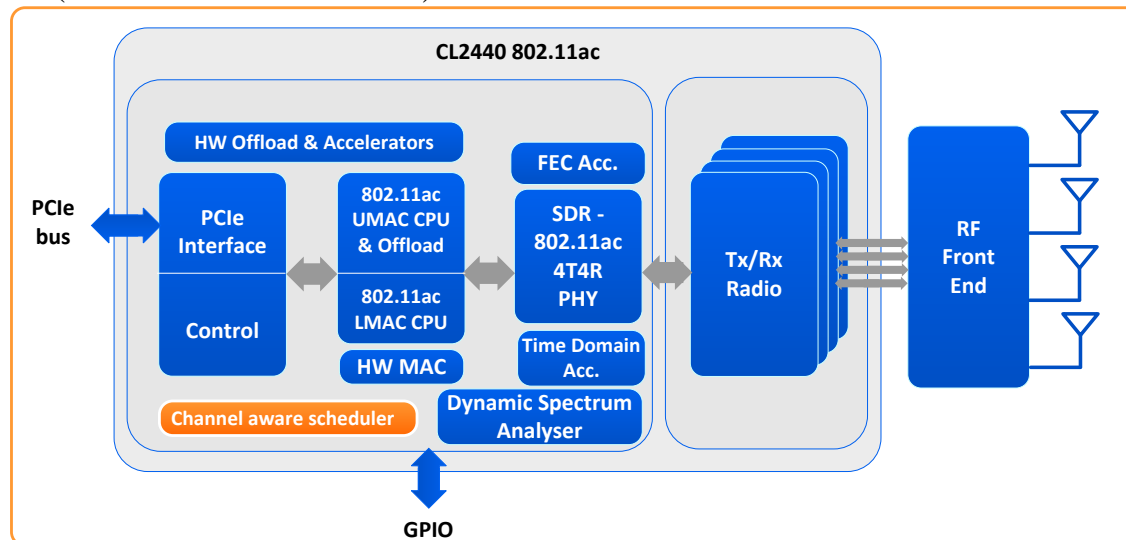 CL2440 802.11ac
HW Offload & Accelerators
FEC Acc.
PCIe
bus
PCIe
Interface
Control
802.11ac
UMAC CPU
& Offload
802.11ac
LMAC CPU
HW MAC
SDR -
802.11ac
4T4R
PHY
Time Domain
Acc.
Tx/Rx
Radio
RF
Front
End
Channel aware scheduler
Dynamic Spectrum
Analyser
GPIO